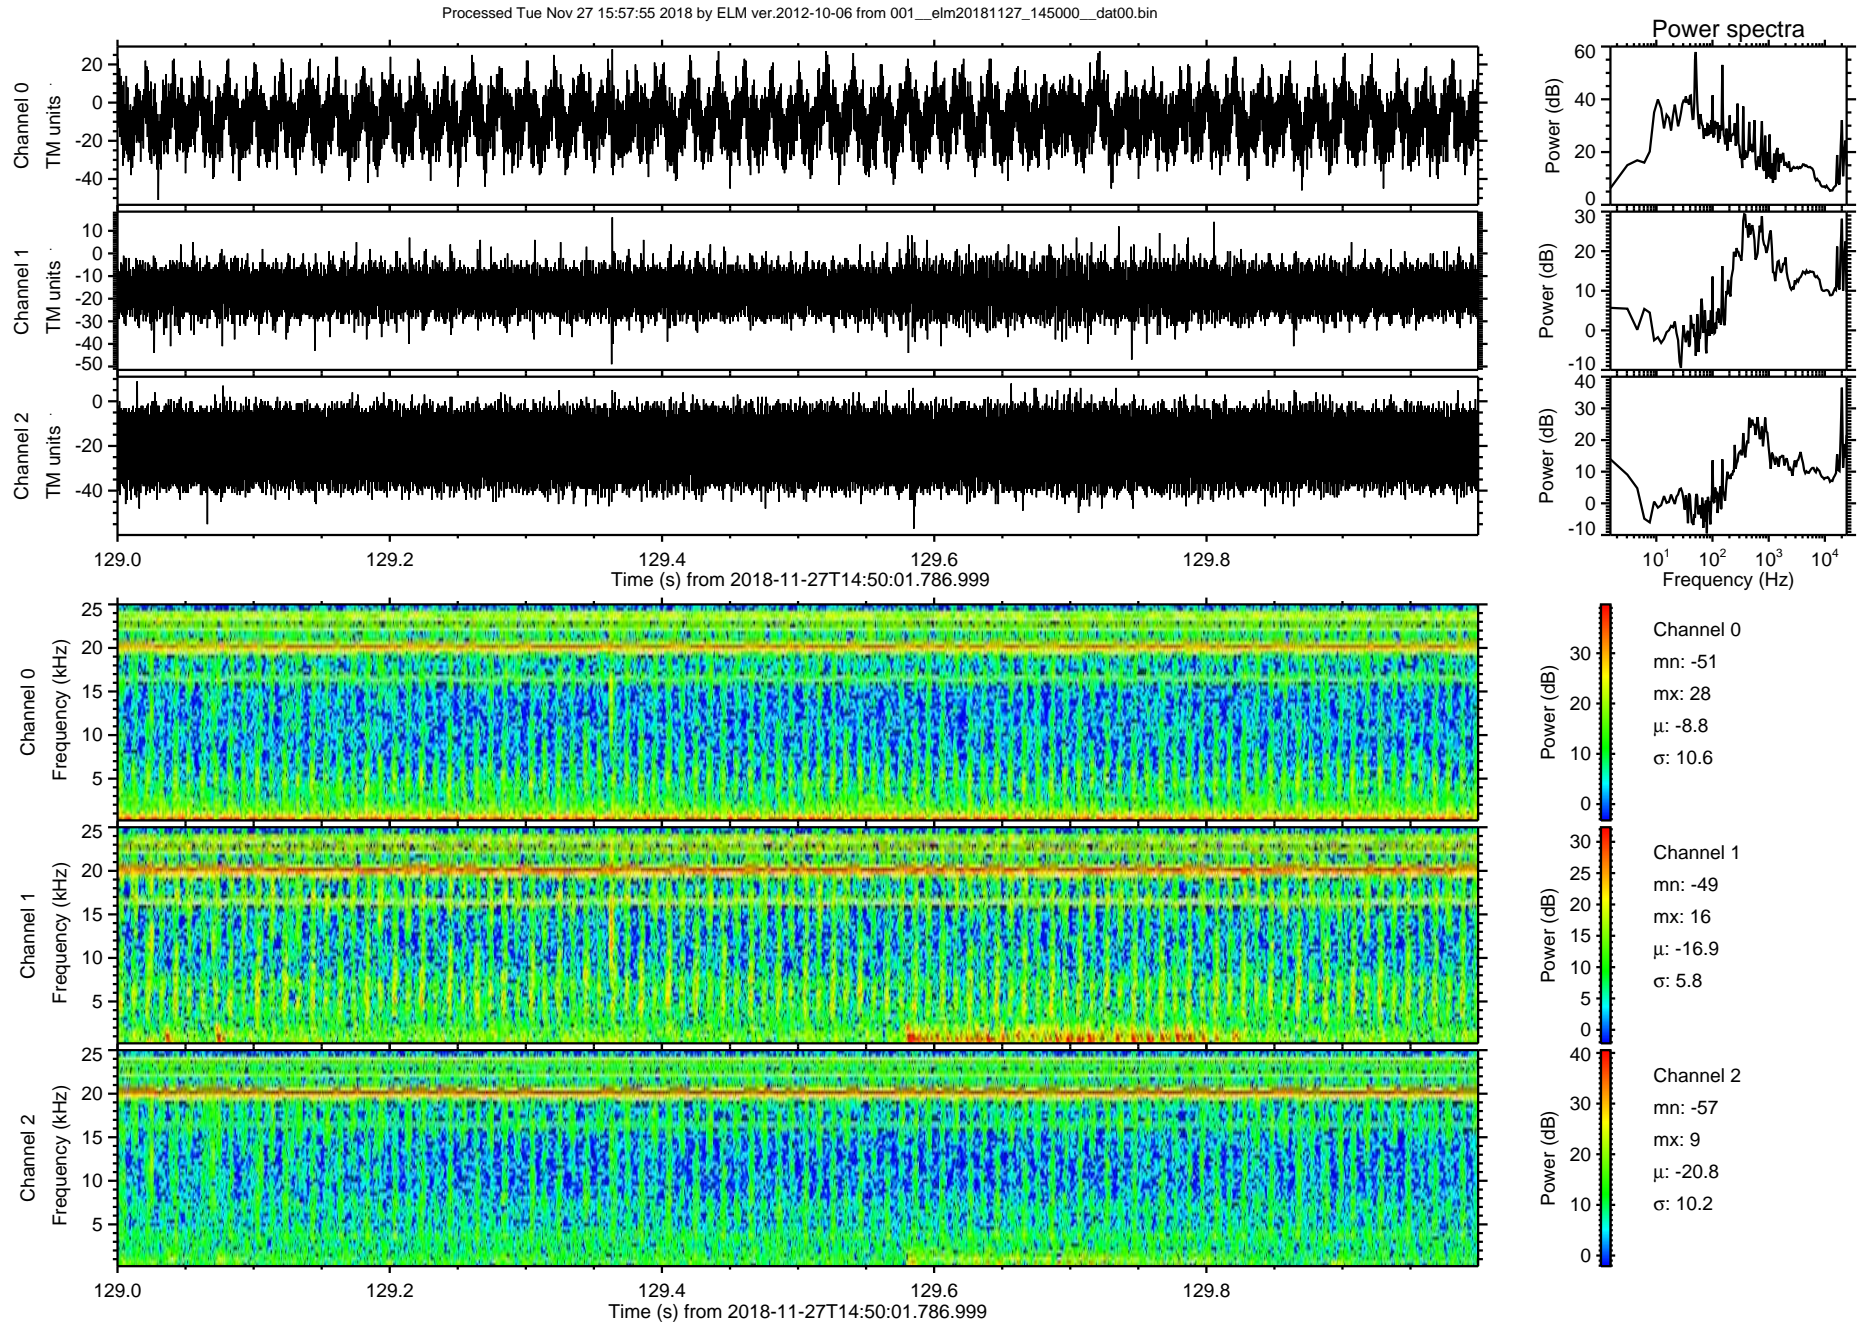 Processed Tue Nov 27 15:57:55 2018 by ELM ver.2012-10-06 from 001__elm20181127_145000__dat00.bin
Power spectra
Channel 0
TM units
20
0
-20
-40
Power (dB)
60
40
20
0
Channel 1
TM units
10
0
-10
-20
-30
-40
-50
Power (dB)
30
20
10
0
-10
Channel 2
TM units
0
-20
-40
Power (dB)
40
30
20
10
0
-10
129.0
129.2
129.4
129.6
129.8
Time (s) from 2018-11-27T14:50:01.786.999
10^1
10^2
10^3
10^4
Frequency (Hz)
Channel 0
Frequency (kHz)
25
20
15
10
5
Power (dB)
30
20
10
0
Channel 0
mn: -51
mx: 28
μ: -8.8
σ: 10.6
Channel 1
Frequency (kHz)
25
20
15
10
5
Power (dB)
30
25
20
15
10
5
0
Channel 1
mn: -49
mx: 16
μ: -16.9
σ: 5.8
Channel 2
Frequency (kHz)
25
20
15
10
5
Power (dB)
40
30
20
10
0
Channel 2
mn: -57
mx: 9
μ: -20.8
σ: 10.2
129.0
129.2
129.4
129.6
129.8
Time (s) from 2018-11-27T14:50:01.786.999